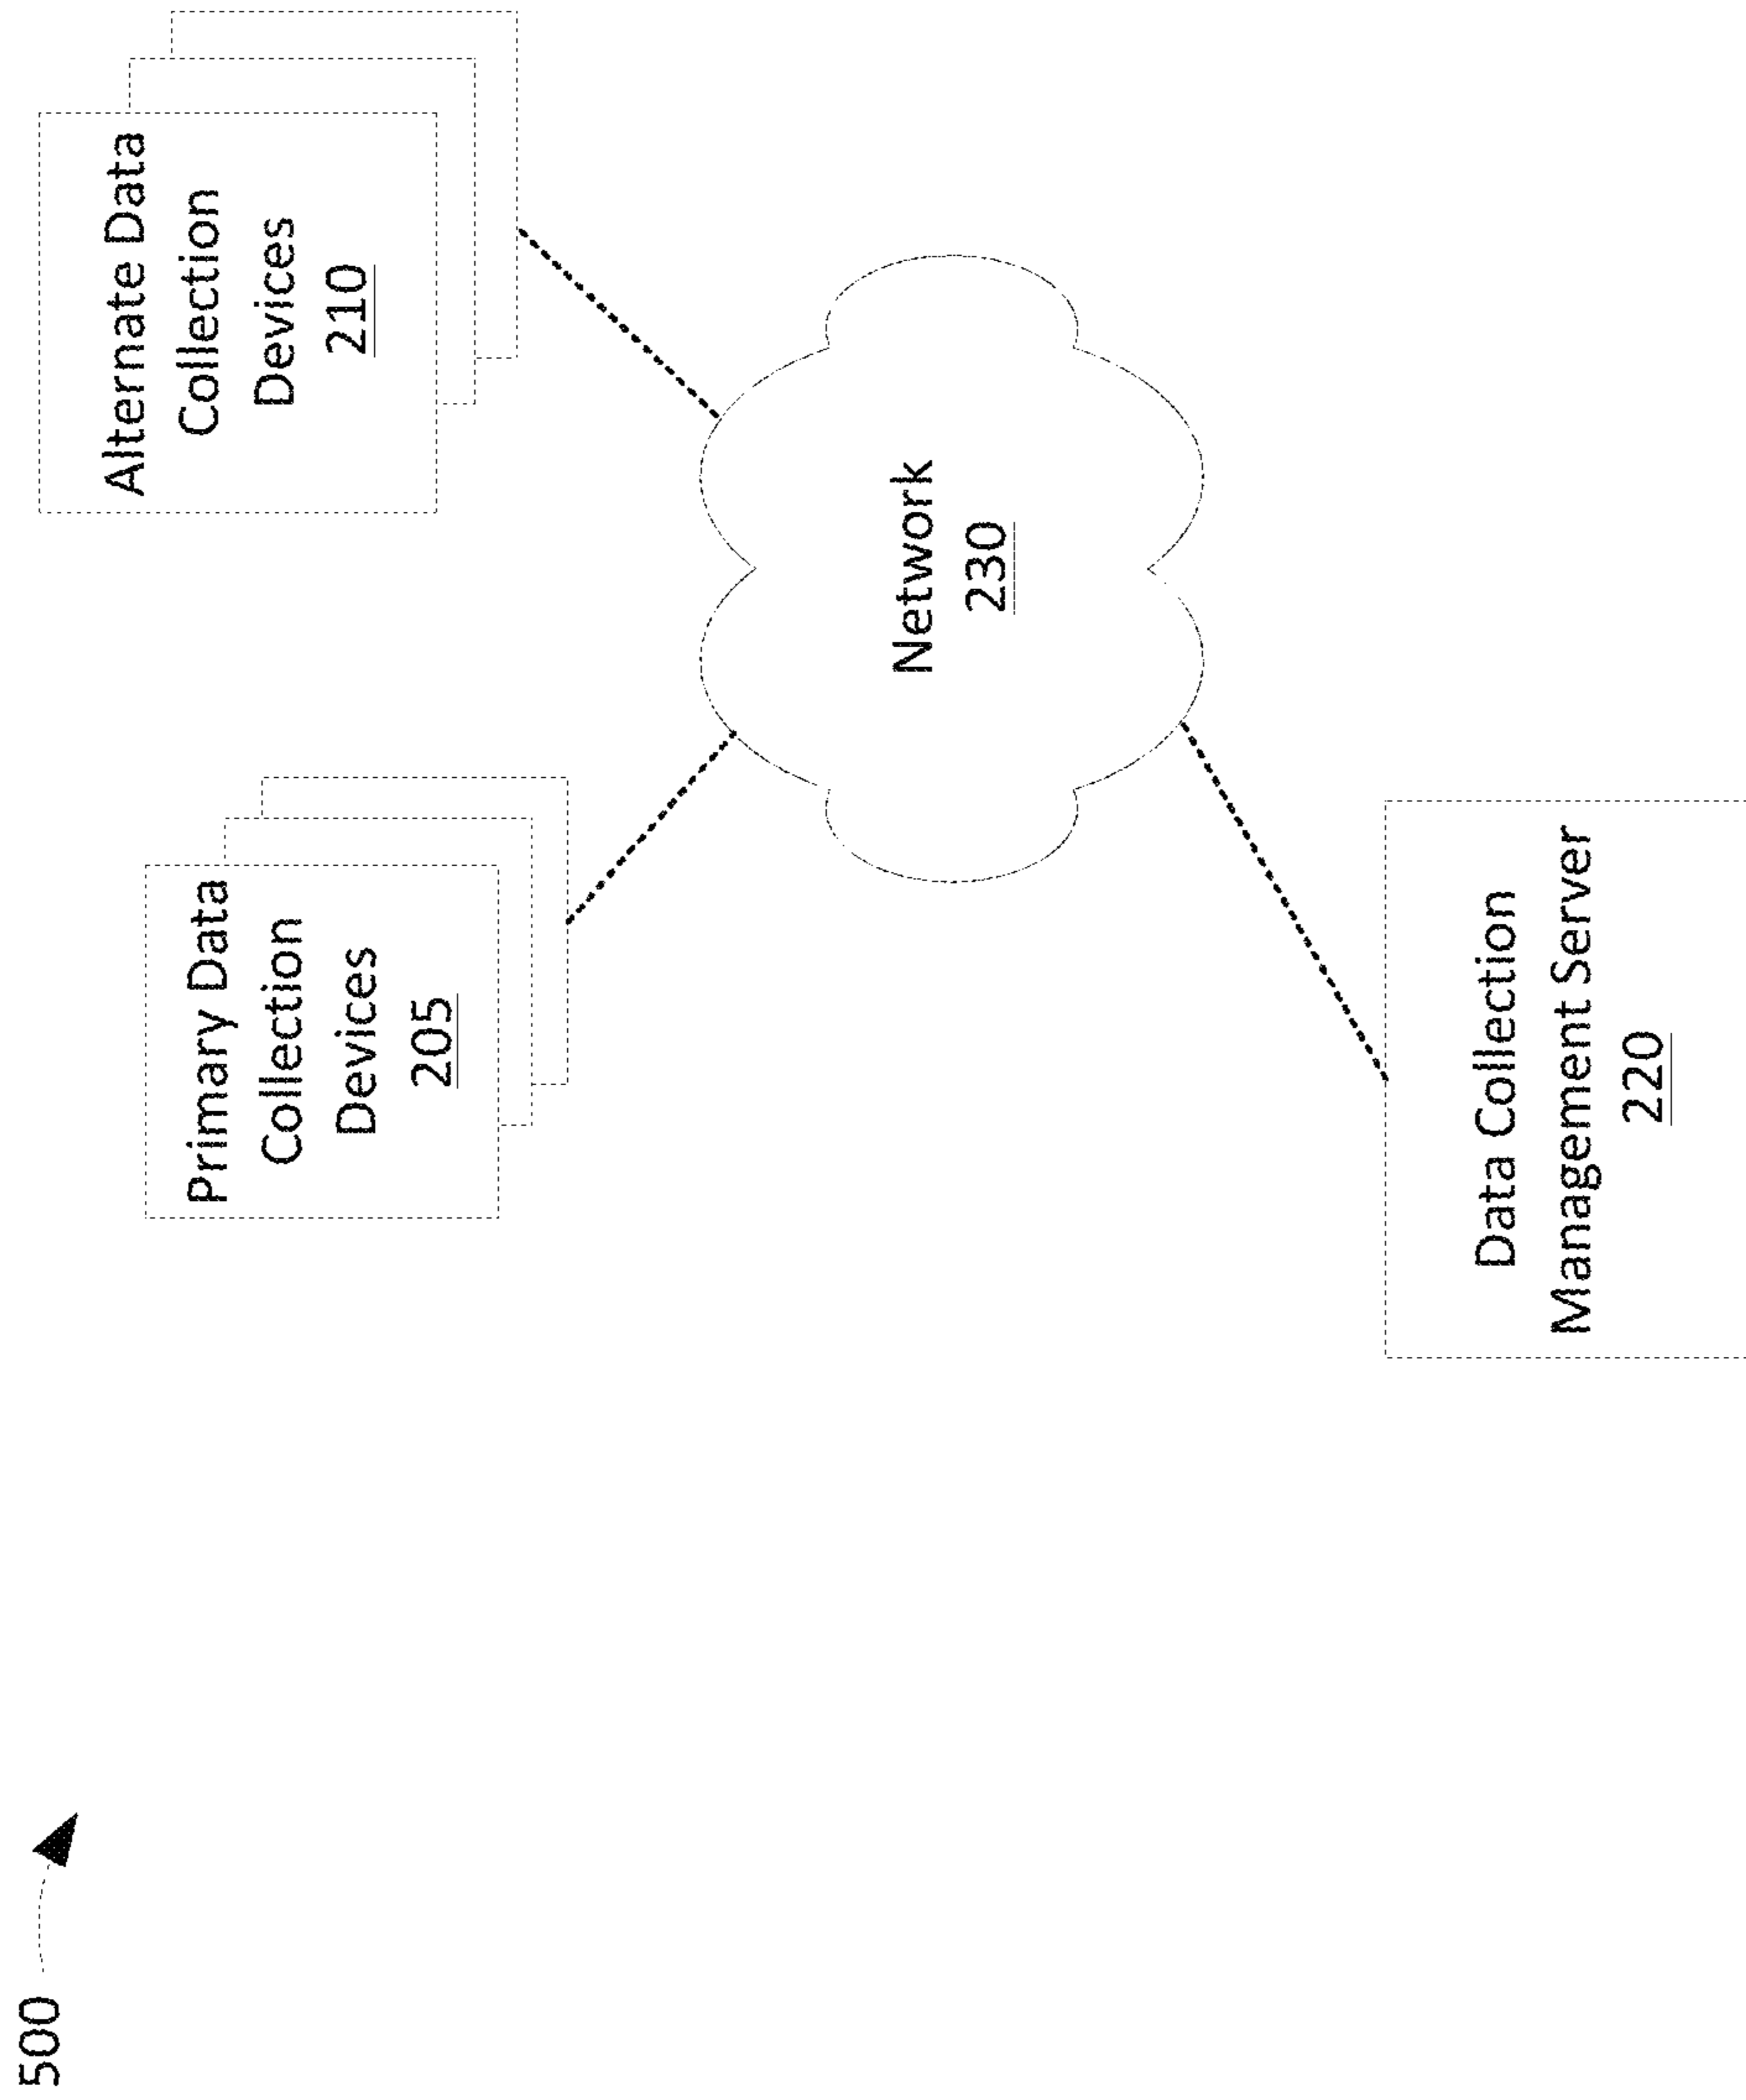 500
Primary Data
Collection
Devices
205
Alternate Data
Collection
Devices
210
Network
230
Data Collection
Management Server
220